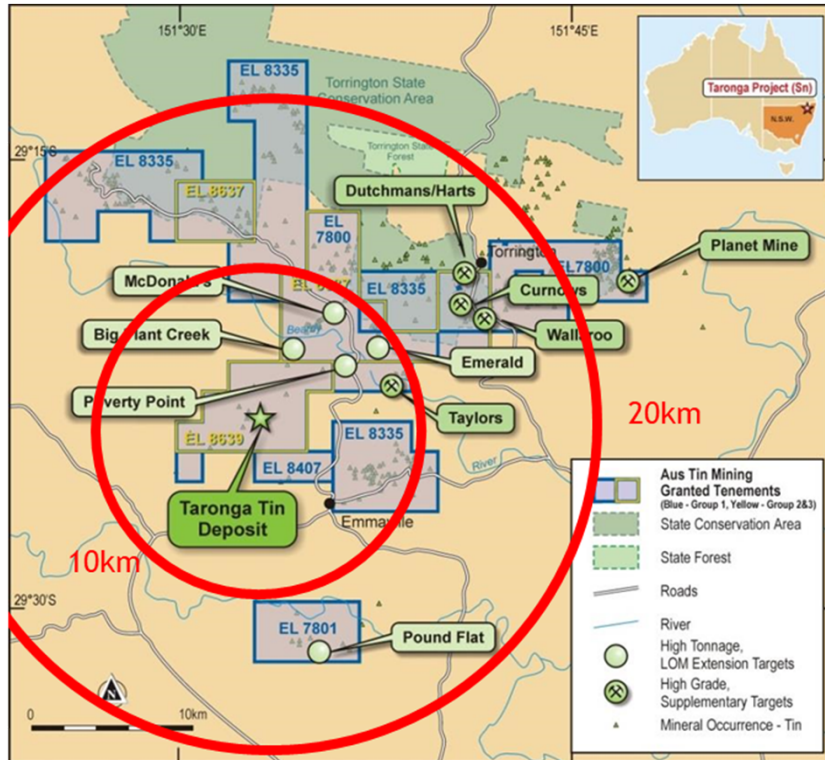 151°30'E
151°45'E
EL 8335
Torrington State
Conservation Area
Taronga Project (Sn)
N.S.W.
29°15'S
EL 8335
Torrington State
Forest
EL 8637
Dutchmans/Harts
EL
7800
Torrington
EL7800
Planet Mine
McDonalds
EL 8335
Curnows
Big Plant Creek
Wallaroo
Emerald
Poverty Point
Taylors
20km
EL 8335
EL 8639
EL 8407
River
Taronga Tin
Deposit
Emmaville
10km
29°30'S
EL 7801
Pound Flat
N
0
10km
Aus Tin Mining
Granted Tenements
(Blue - Group 1, Yellow - Group 2&3)
State Conservation Area
State Forest
Roads
River
High Tonnage,
LOM Extension Targets
High Grade,
Supplementary Targets
Mineral Occurrence - Tin